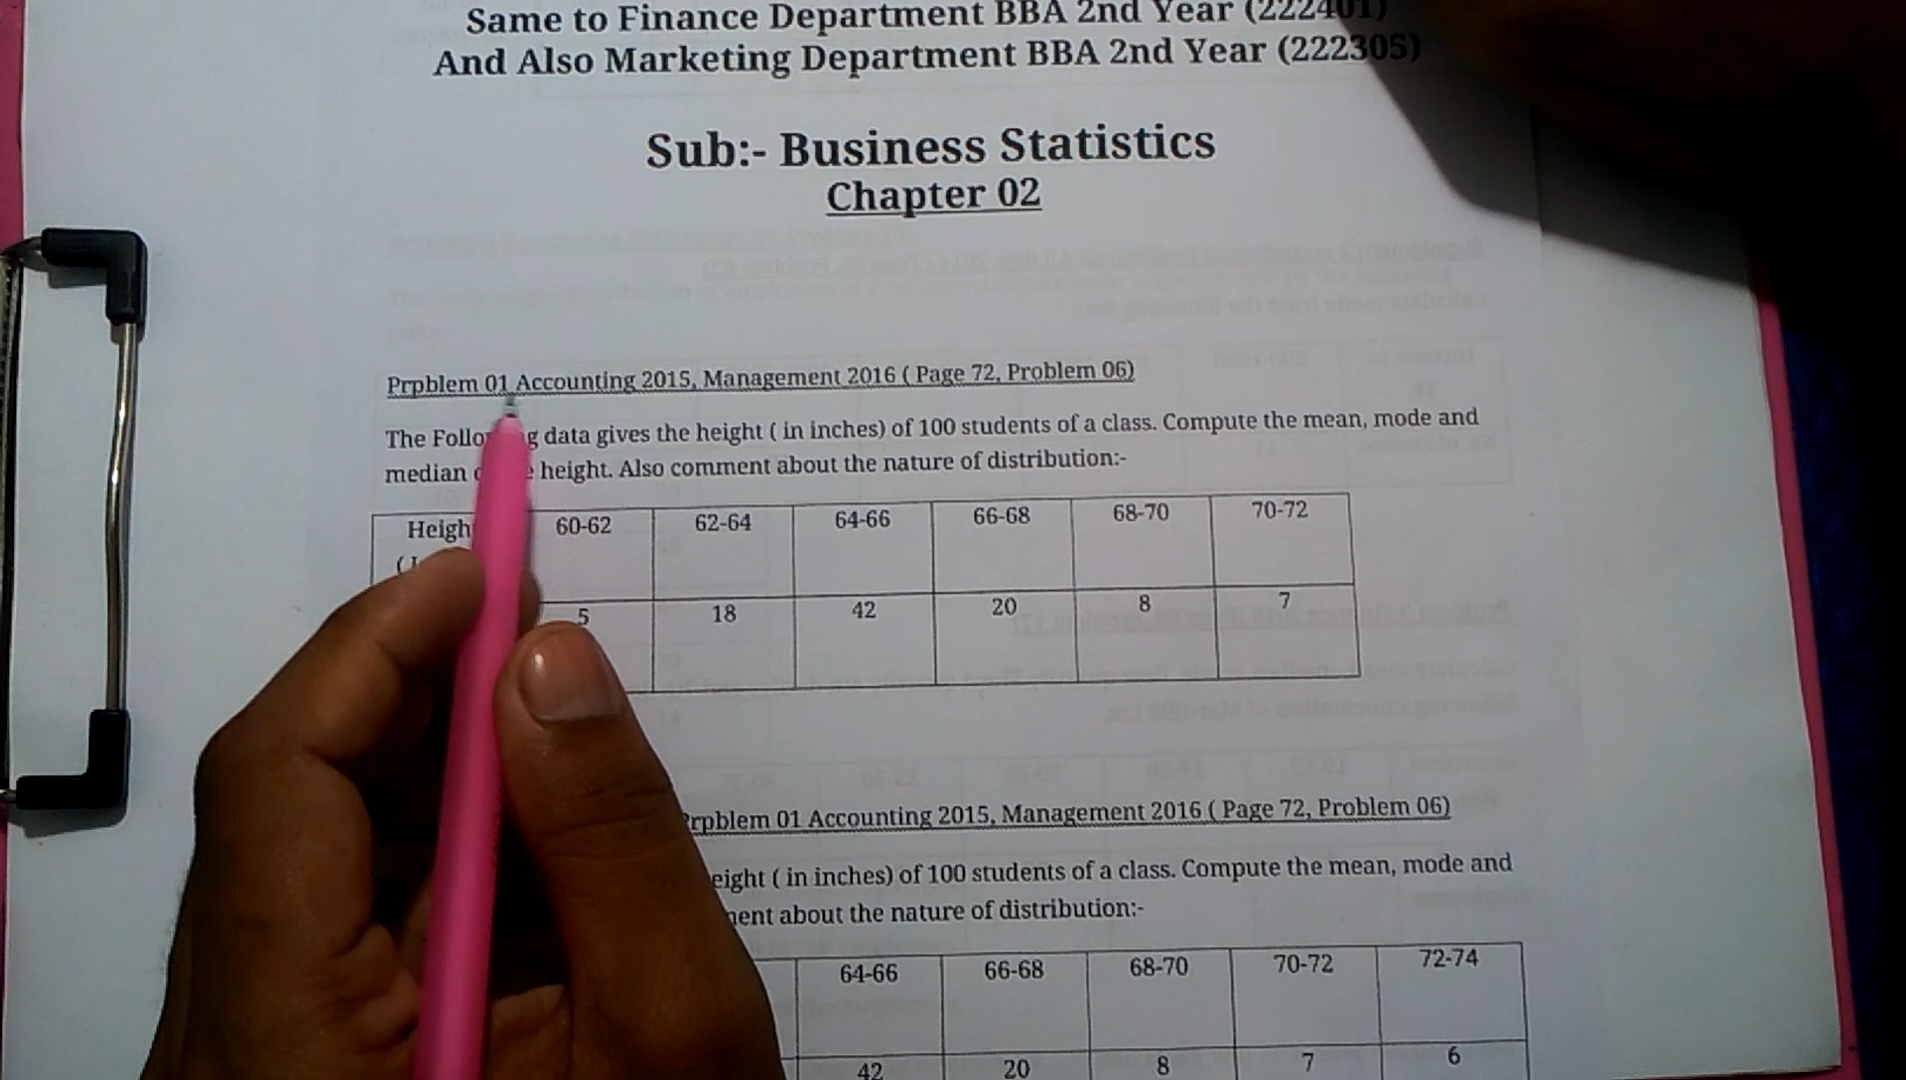 Same to Finance Department BBA 2nd Year (222401)
And Also Marketing Department BBA 2nd Year (222305)
Sub:- Business Statistics
Chapter 02
Prpblem 01 Accounting 2015, Management 2016 ( Page 72, Problem 06)
The data gives the height ( in inches) of 100 students of a class. Compute the mean, mode and
median height. Also comment about the nature of distribution:-
60-62 62-64 64-66 66-68 68-70 70-72
5 18 42 20 8 7
Prpblem 01 Accounting 2015, Management 2016 ( Page 72, Problem 06)
eight ( in inches) of 100 students of a class. Compute the mean, mode and
about the nature of distribution:-
64-66 66-68 68-70 70-72 72-74
42 20 8 7 6